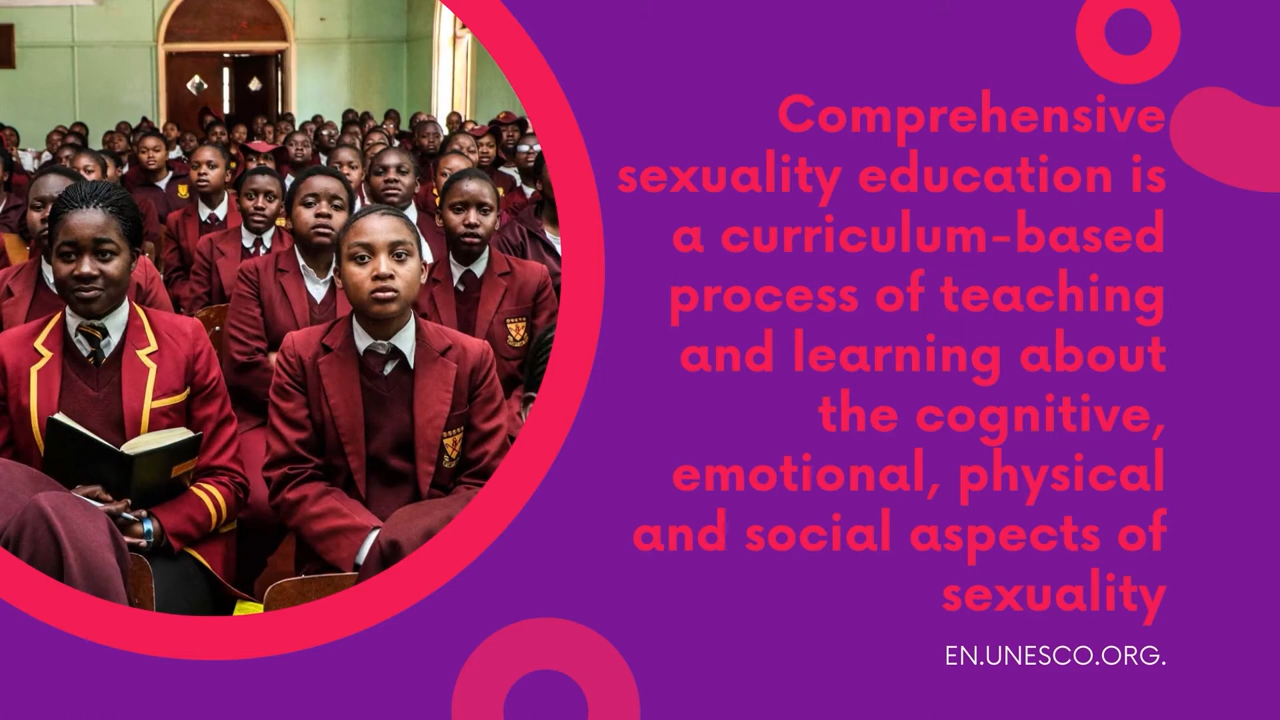 Comprehensive
sexuality education is
a curriculum-based
process of teaching
and learning about
the cognitive,
emotional, physical
and social aspects of
sexuality
EN.UNESCO.ORG.